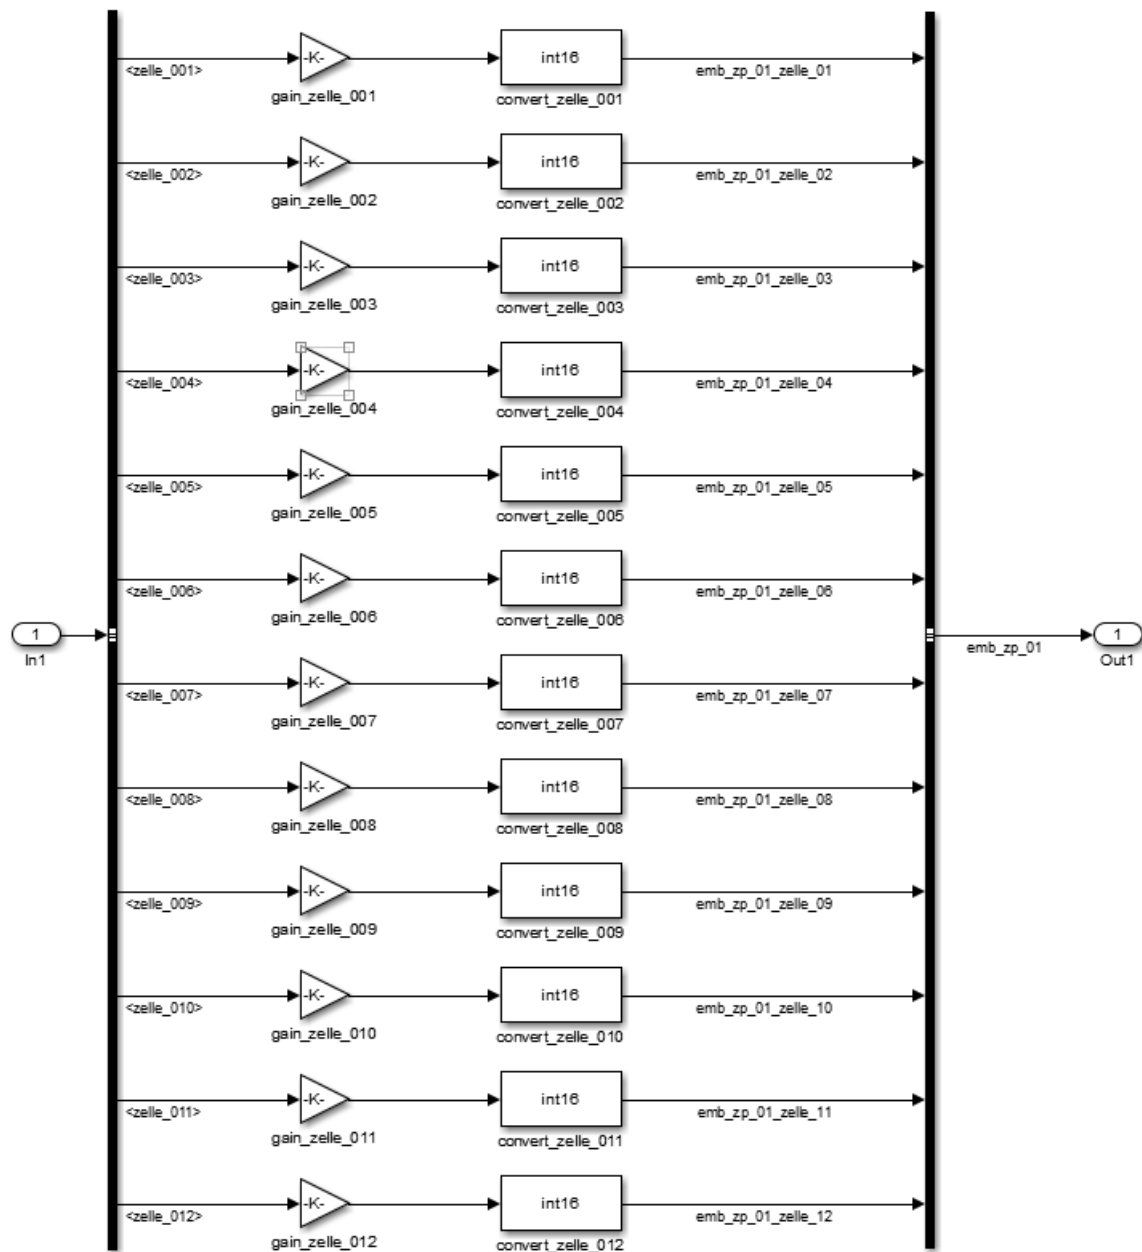 -K-
int16
<zelle_001>
emb_zp_01_zelle_01
gain_zelle_001
convert_zelle_001
-K-
int16
<zelle_002>
emb_zp_01_zelle_02
gain_zelle_002
convert_zelle_002
-K-
int16
<zelle_003>
emb_zp_01_zelle_03
gain_zelle_003
convert_zelle_003
-K-
int16
<zelle_004>
emb_zp_01_zelle_04
gain_zelle_004
convert_zelle_004
-K-
int16
<zelle_005>
emb_zp_01_zelle_05
gain_zelle_005
convert_zelle_005
-K-
int16
<zelle_006>
emb_zp_01_zelle_06
gain_zelle_006
convert_zelle_006
1
In1
emb_zp_01
1
Out1
-K-
int16
<zelle_007>
emb_zp_01_zelle_07
gain_zelle_007
convert_zelle_007
-K-
int16
<zelle_008>
emb_zp_01_zelle_08
gain_zelle_008
convert_zelle_008
-K-
int16
<zelle_009>
emb_zp_01_zelle_09
gain_zelle_009
convert_zelle_009
-K-
int16
<zelle_010>
emb_zp_01_zelle_10
gain_zelle_010
convert_zelle_010
-K-
int16
<zelle_011>
emb_zp_01_zelle_11
gain_zelle_011
convert_zelle_011
-K-
int16
<zelle_012>
emb_zp_01_zelle_12
gain_zelle_012
convert_zelle_012